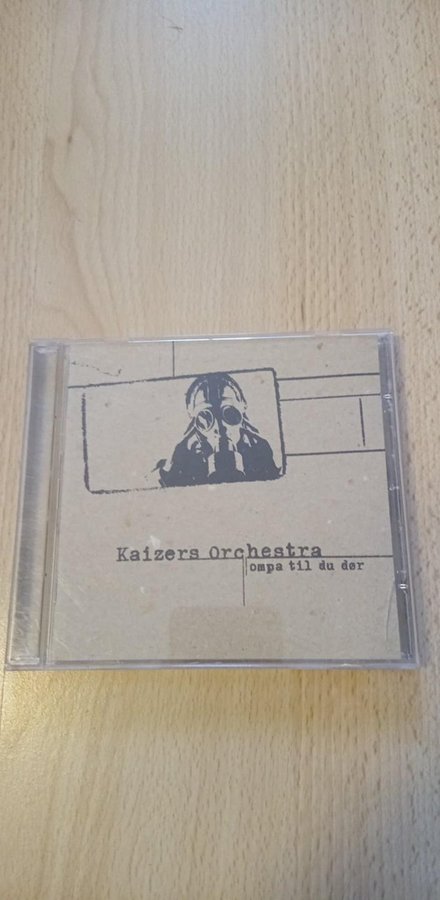 Kaizers Orchestra
ompa til du dør